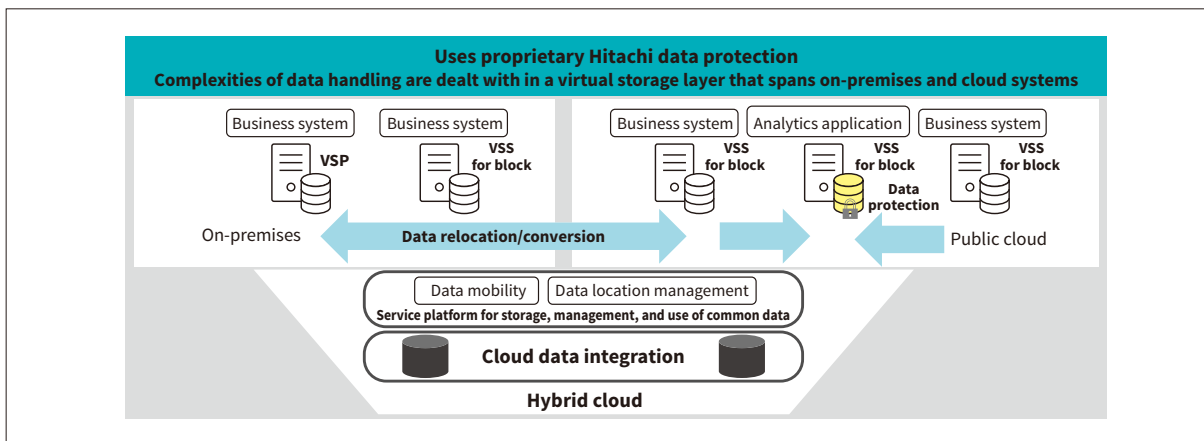 Uses proprietary Hitachi data protection
Complexities of data handling are dealt with in a virtual storage layer that spans on-premises and cloud systems
Business system
Business system
Business system
Analytics application
Business system
VSP
VSS
for block
VSS
for block
VSS
for block
VSS
for block
Data
protection
On-premises
Data relocation/conversion
Public cloud
Data mobility
Data location management
Service platform for storage, management, and use of common data
Cloud data integration
Hybrid cloud